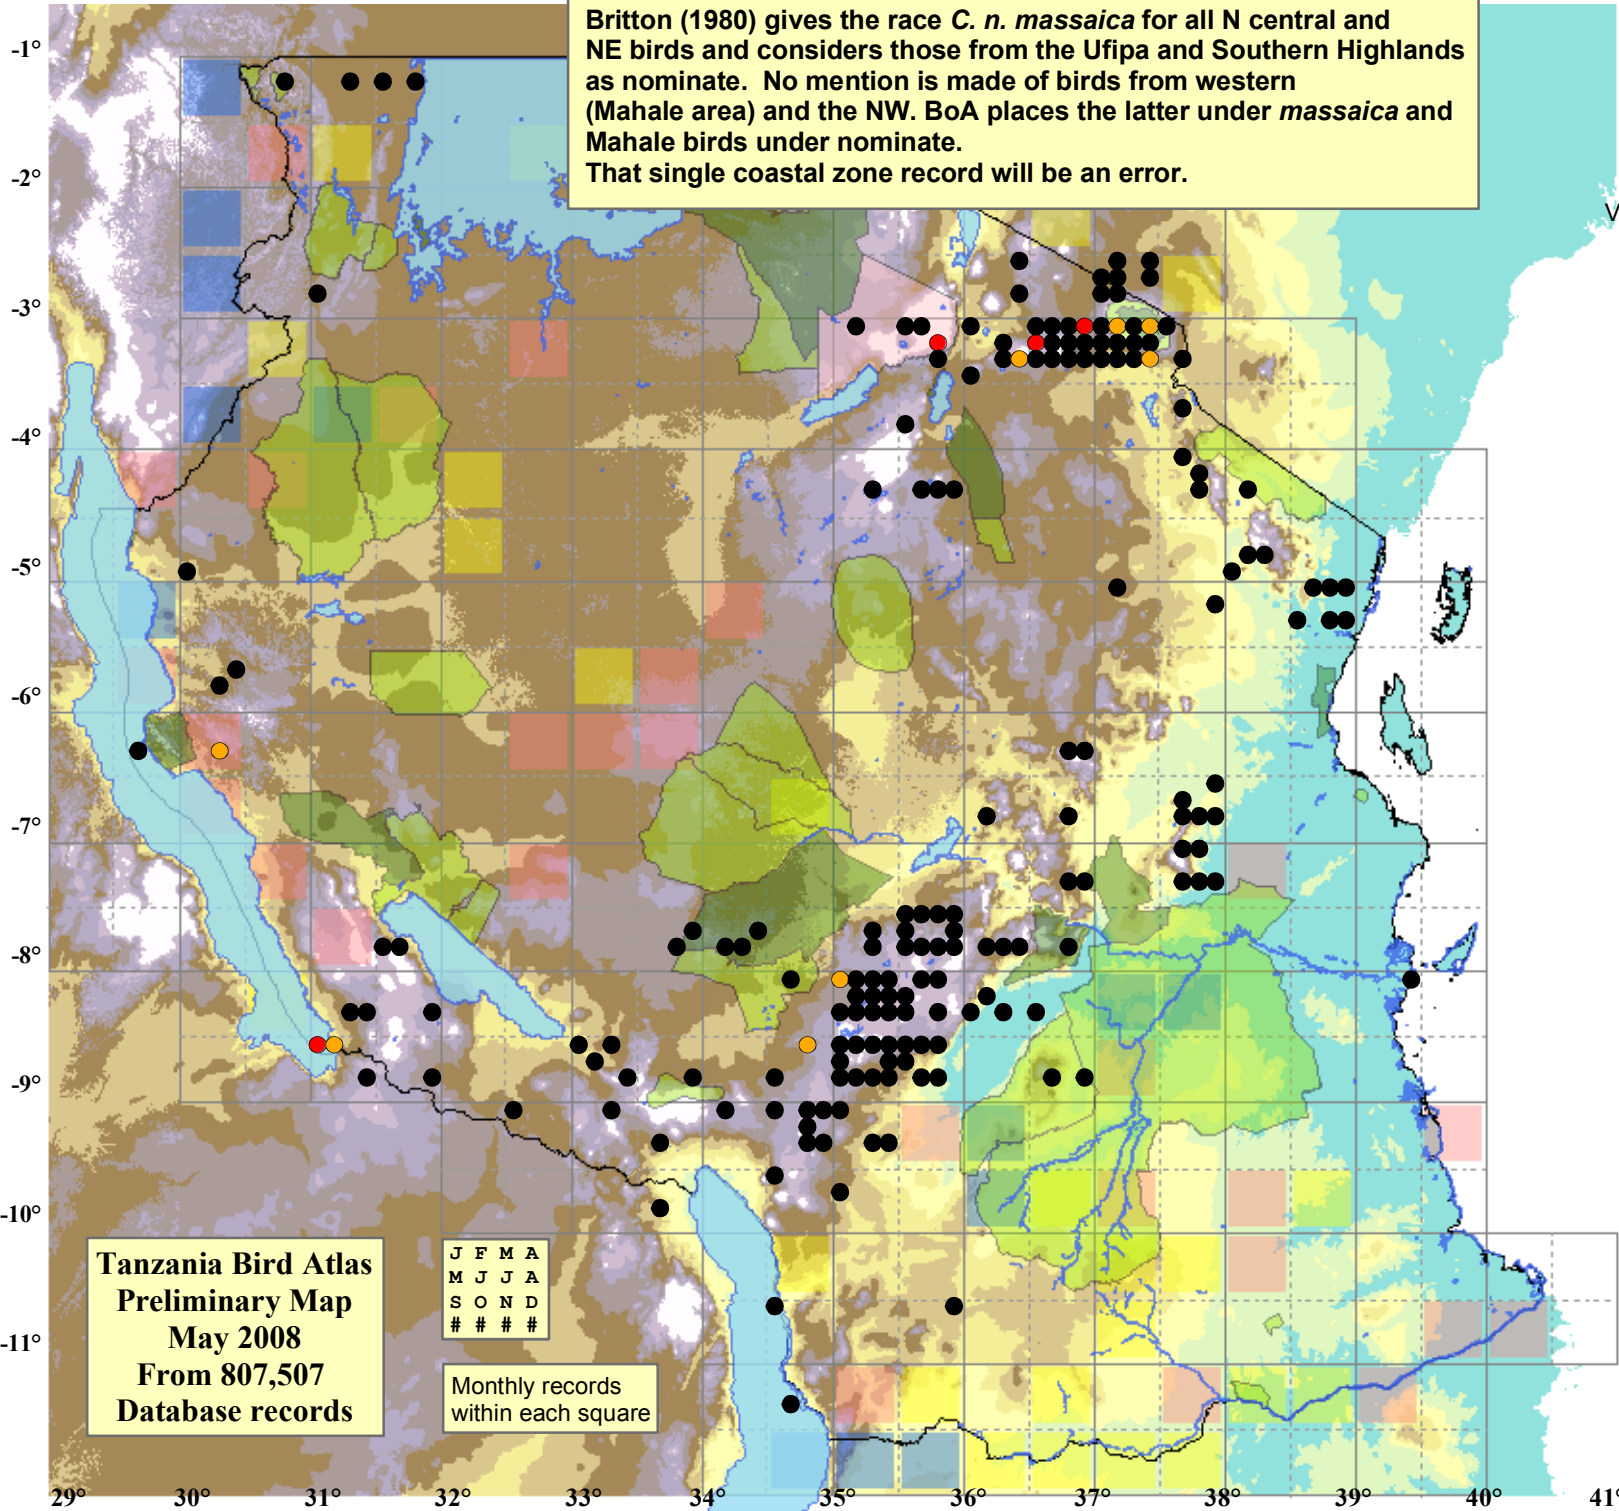 Britton (1980) gives the race C. n. massaica for all N central and
NE birds and considers those from the Ufipa and Southern Highlands
as nominate. No mention is made of birds from western
(Mahale area) and the NW. BoA places the latter under massaica and
Mahale birds under nominate.
That single coastal zone record will be an error.
-1°
-2°
V
-3°
-4°
-5°
-6°
-7°
-8°
-9°
-10°
-11°
Tanzania Bird Atlas
Preliminary Map
May 2008
From 807,507
Database records
J F M A
M J J A
S O N D
# # # #
Monthly records
within each square
29° 30° 31° 32° 33° 34° 35° 36° 37° 38° 39° 40° 41°